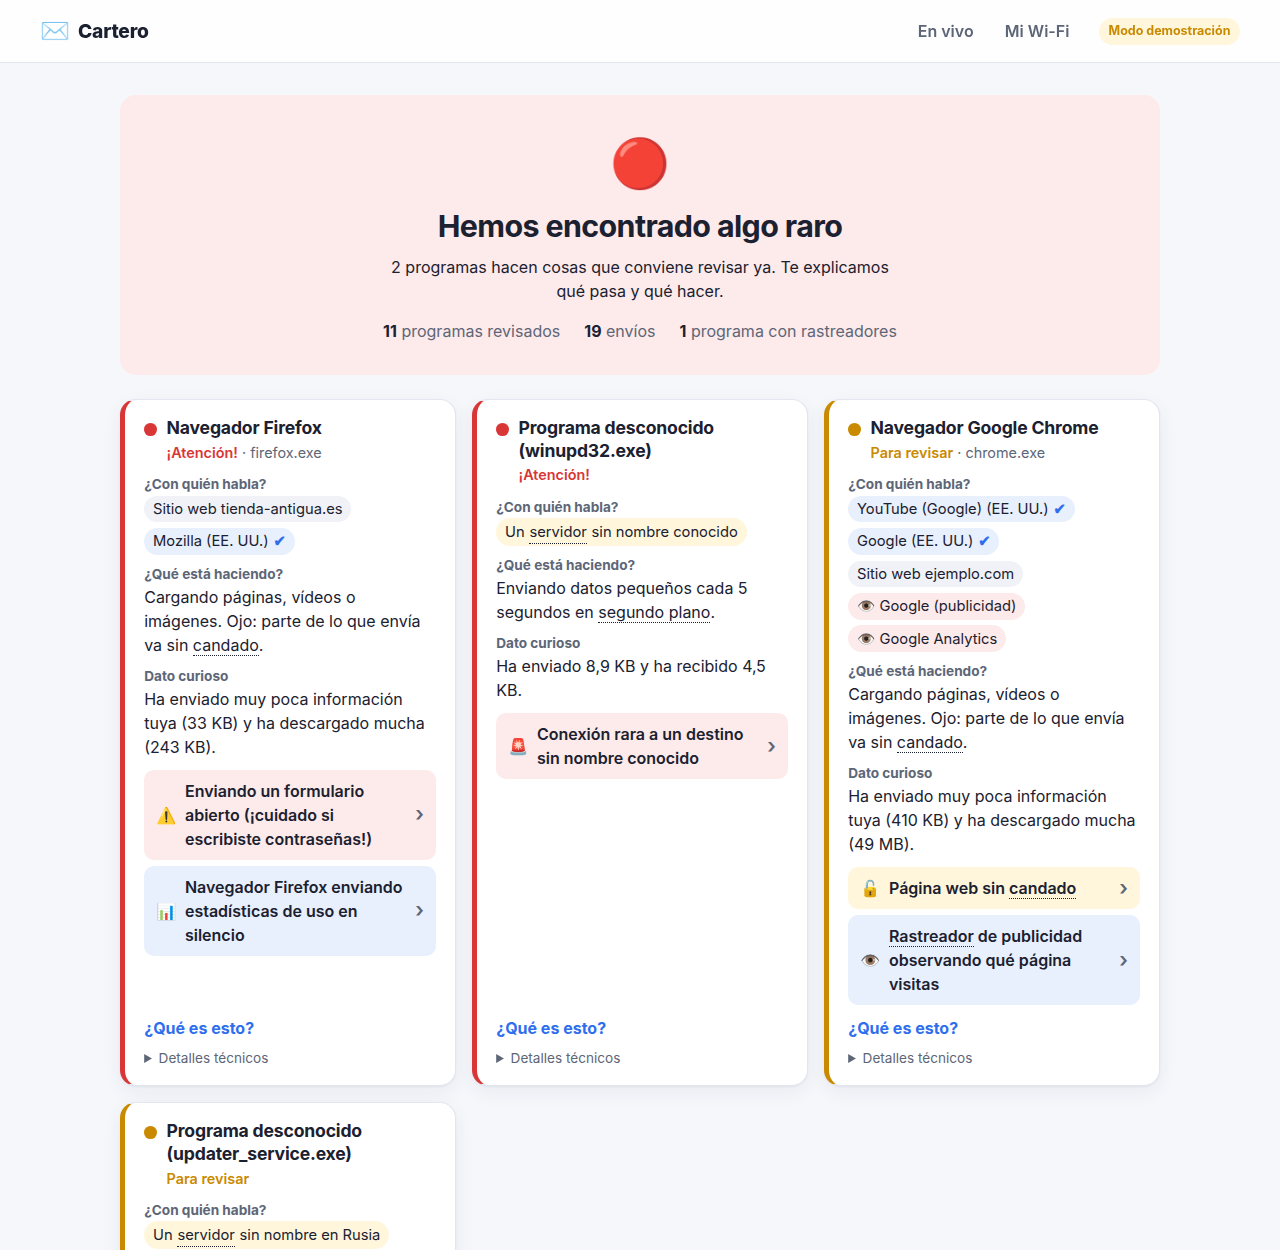 Cartero
En vivo
Mi Wi-Fi
Modo demostración
Hemos encontrado algo raro
2 programas hacen cosas que conviene revisar ya. Te explicamos
qué pasa y qué hacer.
11 programas revisados
19 envíos
1 programa con rastreadores
Navegador Firefox
¡Atención! · firefox.exe
¿Con quién habla?
Sitio web tienda-antigua.es
Mozilla (EE. UU.) ✔
¿Qué está haciendo?
Cargando páginas, vídeos o
imágenes. Ojo: parte de lo que envía
va sin candado.
Dato curioso
Ha enviado muy poca información
tuya (33 KB) y ha descargado mucha
(243 KB).
Enviando un formulario
abierto (¡cuidado si
escribiste contraseñas!)
›
Navegador Firefox enviando
estadísticas de uso en
silencio
›
¿Qué es esto?
▶ Detalles técnicos
Programa desconocido
(winupd32.exe)
¡Atención!
¿Con quién habla?
Un servidor sin nombre conocido
¿Qué está haciendo?
Enviando datos pequeños cada 5
segundos en segundo plano.
Dato curioso
Ha enviado 8,9 KB y ha recibido 4,5
KB.
Conexión rara a un destino
sin nombre conocido
›
¿Qué es esto?
▶ Detalles técnicos
Navegador Google Chrome
Para revisar · chrome.exe
¿Con quién habla?
YouTube (Google) (EE. UU.) ✔
Google (EE. UU.) ✔
Sitio web ejemplo.com
Google (publicidad)
Google Analytics
¿Qué está haciendo?
Cargando páginas, vídeos o
imágenes. Ojo: parte de lo que envía
va sin candado.
Dato curioso
Ha enviado muy poca información
tuya (410 KB) y ha descargado mucha
(49 MB).
Página web sin candado
›
Rastreador de publicidad
observando qué página
visitas
›
¿Qué es esto?
▶ Detalles técnicos
Programa desconocido
(updater_service.exe)
Para revisar
¿Con quién habla?
Un servidor sin nombre en Rusia